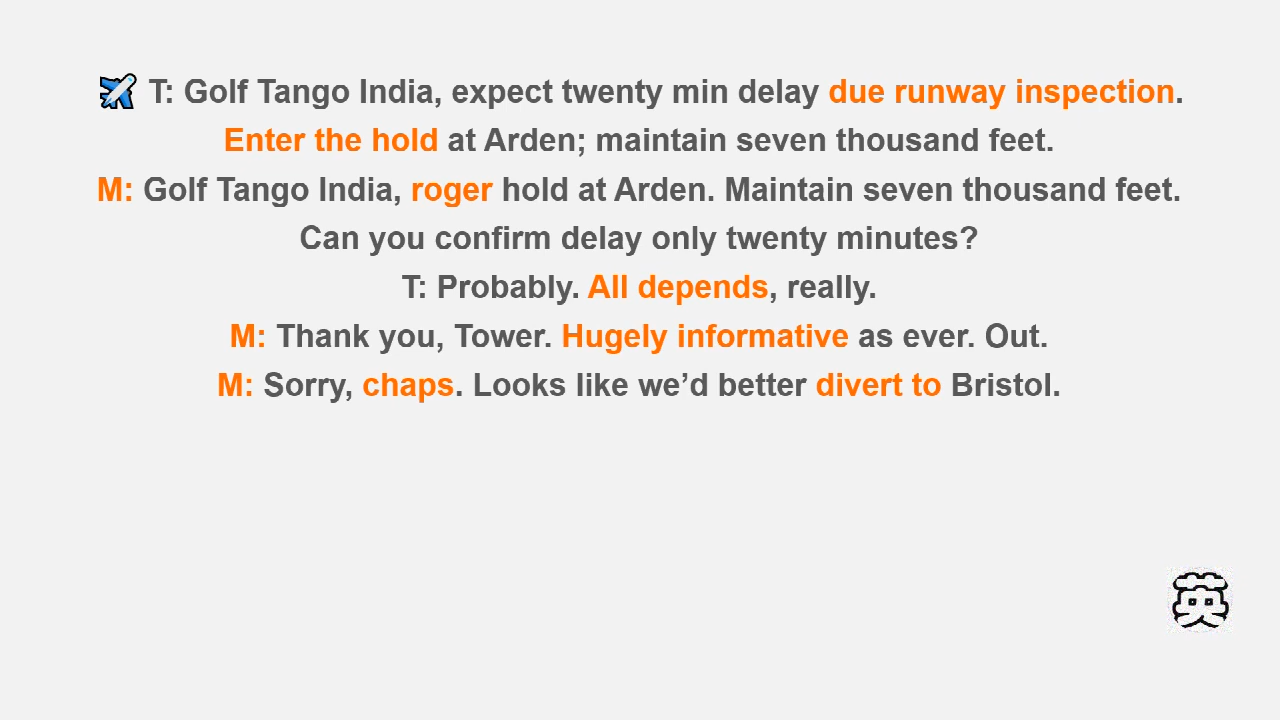 ✈️ T: Golf Tango India, expect twenty min delay due runway inspection.
Enter the hold at Arden; maintain seven thousand feet.
M: Golf Tango India, roger hold at Arden. Maintain seven thousand feet.
Can you confirm delay only twenty minutes?
T: Probably. All depends, really.
M: Thank you, Tower. Hugely informative as ever. Out.
M: Sorry, chaps. Looks like we’d better divert to Bristol.
英